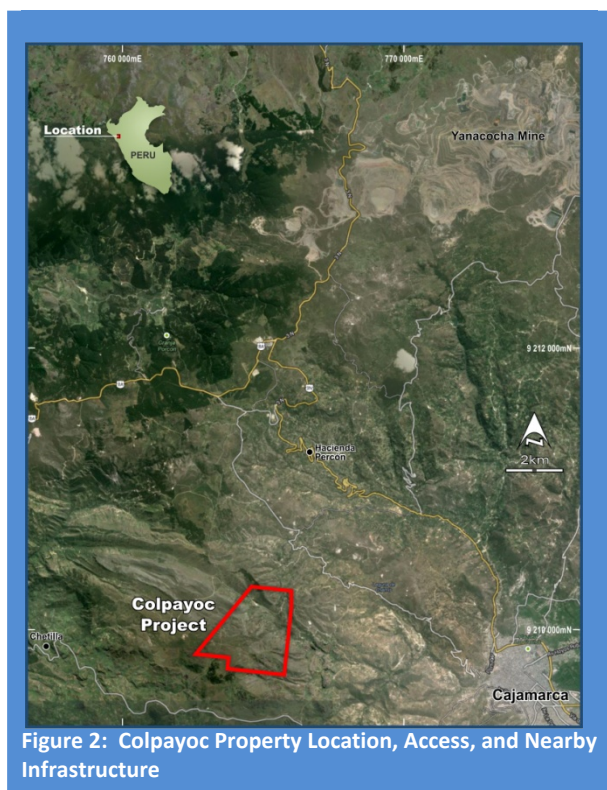 760 000mE
770 000mE
Location
PERU
Yanacocha Mine
9 212 000mN
Hacienda
Percón
2km
Colpayoc
Project
Chetilla
9 210 000mN
Cajamarca
Figure 2: Colpayoc Property Location, Access, and Nearby
Infrastructure